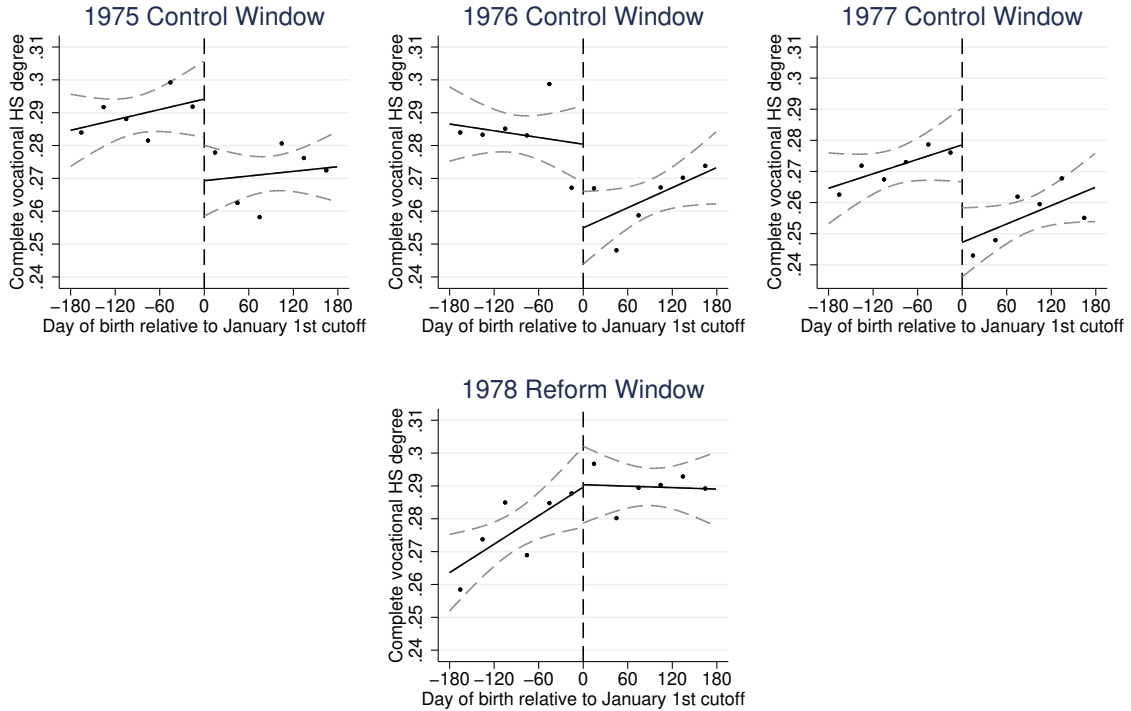 1975 Control Window
Complete vocational HS degree
.31
.3
.29
.28
.27
.26
.25
.24
−180 −120 −60 0 60 120 180
Day of birth relative to January 1st cutoff
1976 Control Window
Complete vocational HS degree
.31
.3
.29
.28
.27
.26
.25
.24
−180 −120 −60 0 60 120 180
Day of birth relative to January 1st cutoff
1977 Control Window
Complete vocational HS degree
.31
.3
.29
.28
.27
.26
.25
.24
−180 −120 −60 0 60 120 180
Day of birth relative to January 1st cutoff
1978 Reform Window
Complete vocational HS degree
.31
.3
.29
.28
.27
.26
.25
.24
−180 −120 −60 0 60 120 180
Day of birth relative to January 1st cutoff